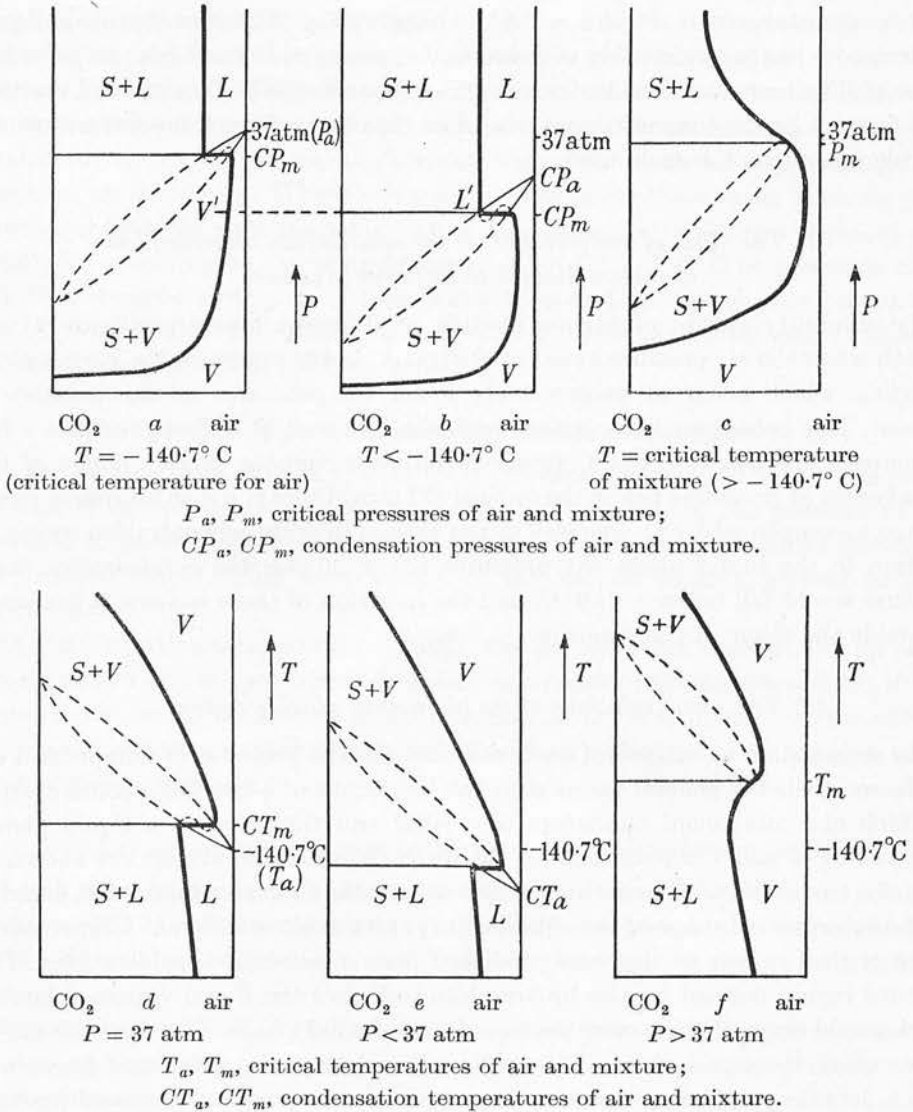 S+L L
37atm(Pa)
CPm
V'
P
S+V
V
S+L L
37atm
CPa
L'
CPm
P
S+V
V
S+L
37atm
Pm
P
S+V
V
CO₂ a air
T = −140·7° C
(critical temperature for air)
CO₂ b air
T < −140·7° C
CO₂ c air
T = critical temperature
of mixture (> −140·7° C)
Pa, Pm, critical pressures of air and mixture;
CPa, CPm, condensation pressures of air and mixture.
S+V V
T
CTm
−140·7°C
(Ta)
S+L L
S+V V
T
−140·7°C
CTa
S+L L
S+V V
T
Tm
−140·7°C
S+L V
CO₂ d air
P = 37 atm
CO₂ e air
P < 37 atm
CO₂ f air
P > 37 atm
Ta, Tm, critical temperatures of air and mixture;
CTa, CTm, condensation temperatures of air and mixture.